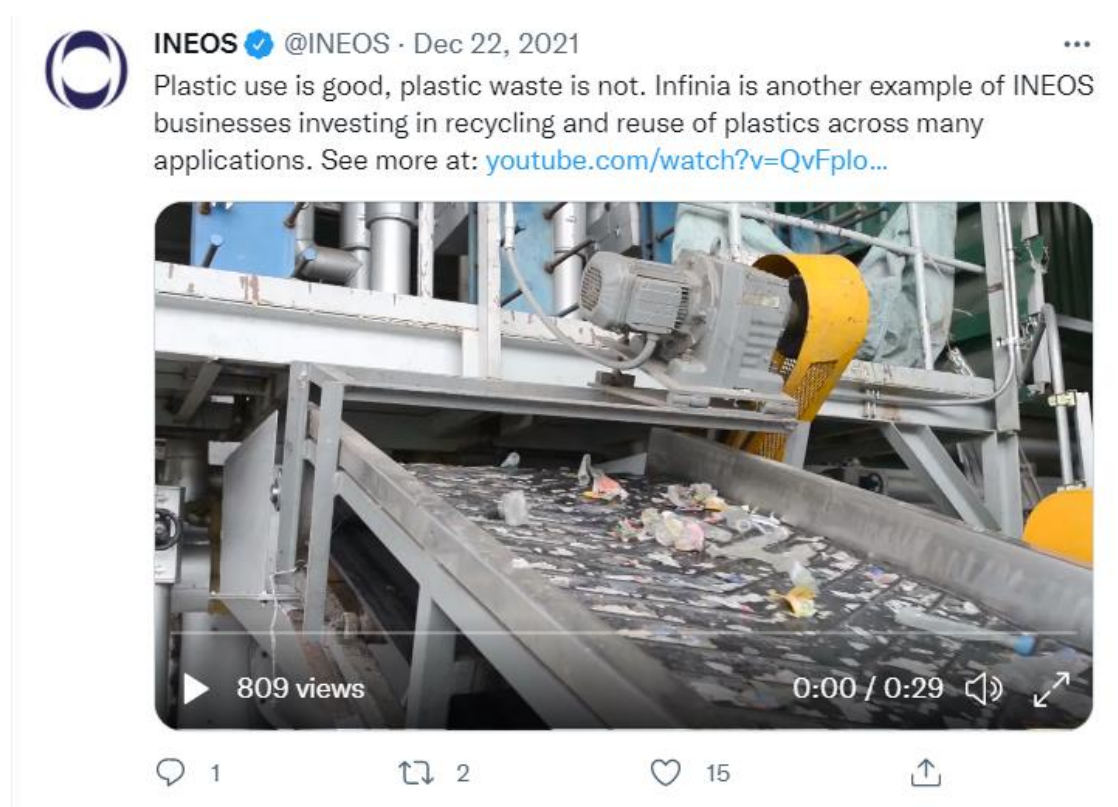 INEOS @INEOS · Dec 22, 2021
Plastic use is good, plastic waste is not. Infinia is another example of INEOS
businesses investing in recycling and reuse of plastics across many
applications. See more at: youtube.com/watch?v=QvFplo...
809 views
0:00 / 0:29
1
2
15